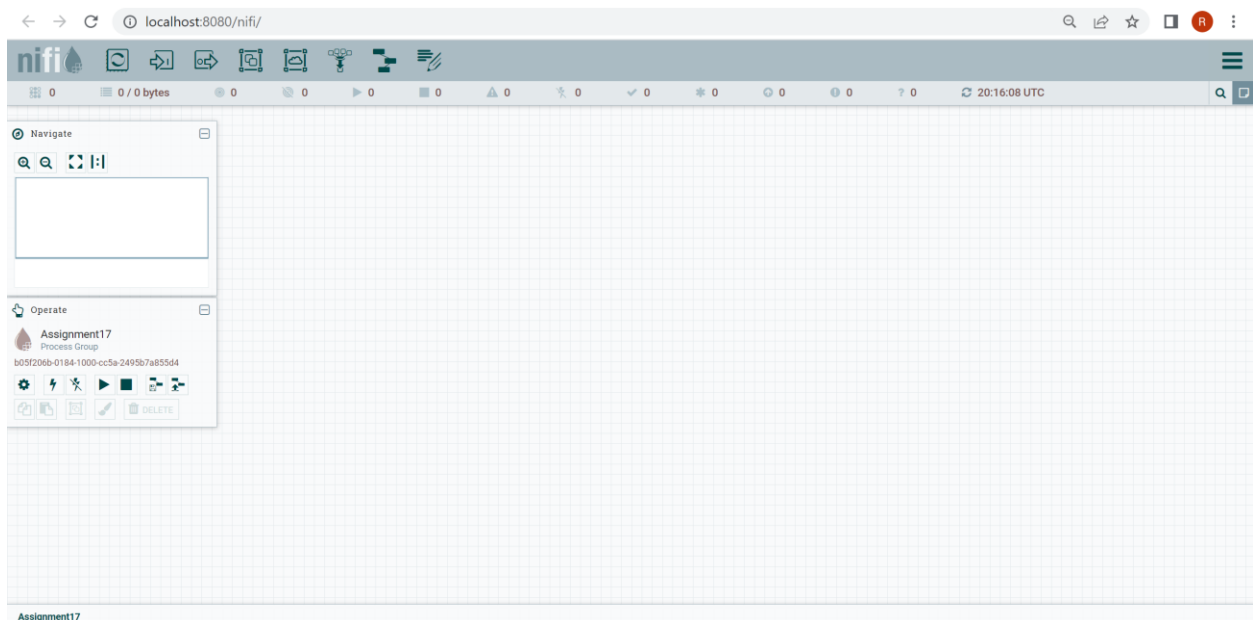 localhost:8080/nifi/
R
nifi
0 0 / 0 bytes 0 0 0 0 0 0 0 0 0 0 0 20:16:08 UTC
Navigate
Operate
Assignment17
Process Group
b05f206b-0184-1000-cc5a-2495b7a855d4
DELETE
Assignment17